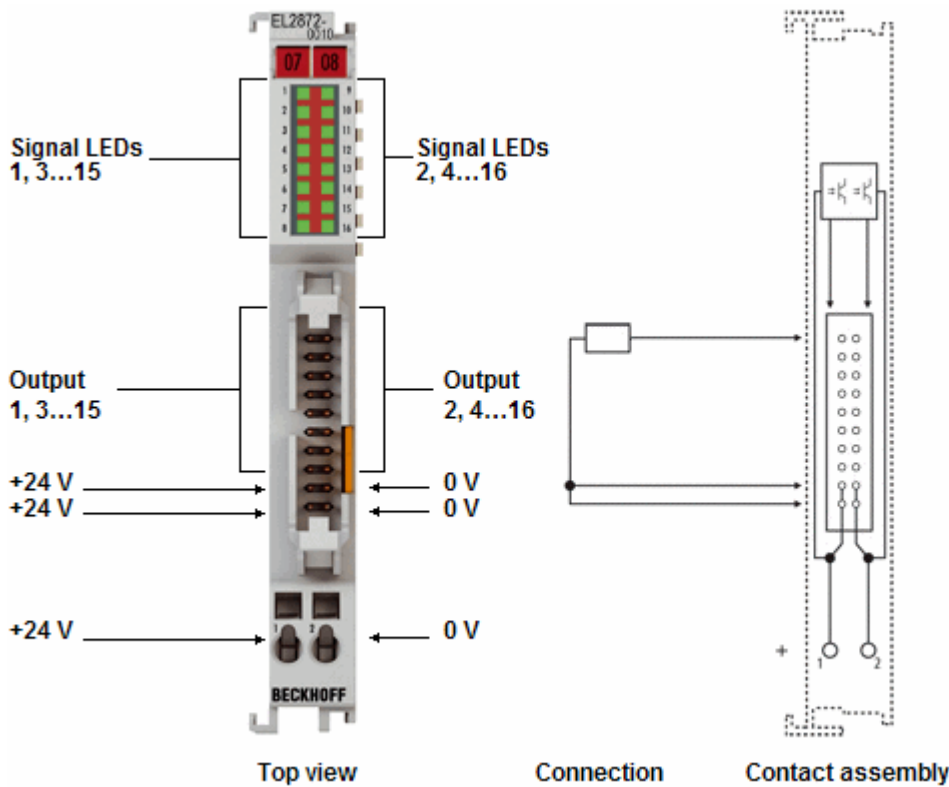 EL2872-
0010
07 08
1 9
2 10
3 11
4 12
5 13
6 14
7 15
8 16
Signal LEDs
1, 3...15
Signal LEDs
2, 4...16
Output
1, 3...15
Output
2, 4...16
+24 V
0 V
+24 V
0 V
+24 V
0 V
1 2
+ 1 2
BECKHOFF
Top view
Connection
Contact assembly